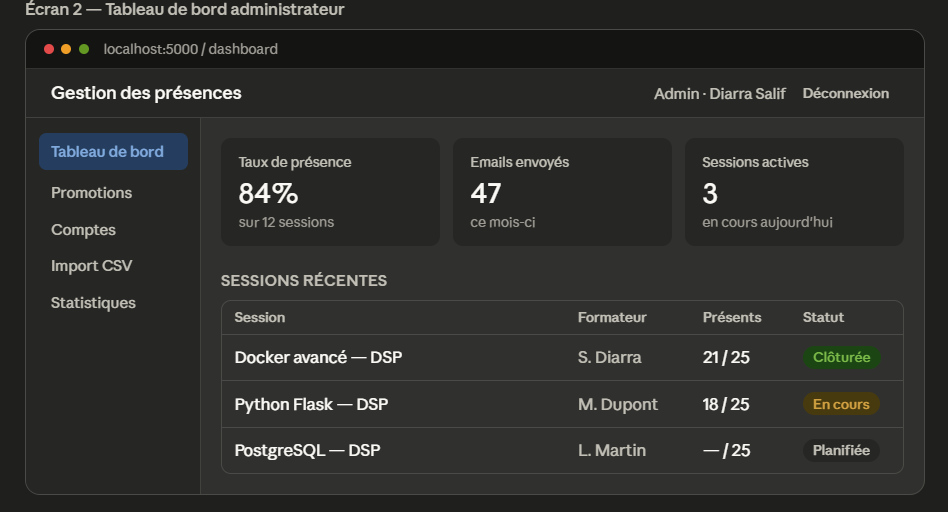 Écran 2 — Tableau de bord administrateur
localhost:5000 / dashboard
Gestion des présences
Admin · Diarra Salif Déconnexion
Tableau de bord
Promotions
Comptes
Import CSV
Statistiques
Taux de présence
84%
sur 12 sessions
Emails envoyés
47
ce mois-ci
Sessions actives
3
en cours aujourd'hui
SESSIONS RÉCENTES
Session Formateur Présents Statut
Docker avancé — DSP S. Diarra 21 / 25 Clôturée
Python Flask — DSP M. Dupont 18 / 25 En cours
PostgreSQL — DSP L. Martin — / 25 Planifiée